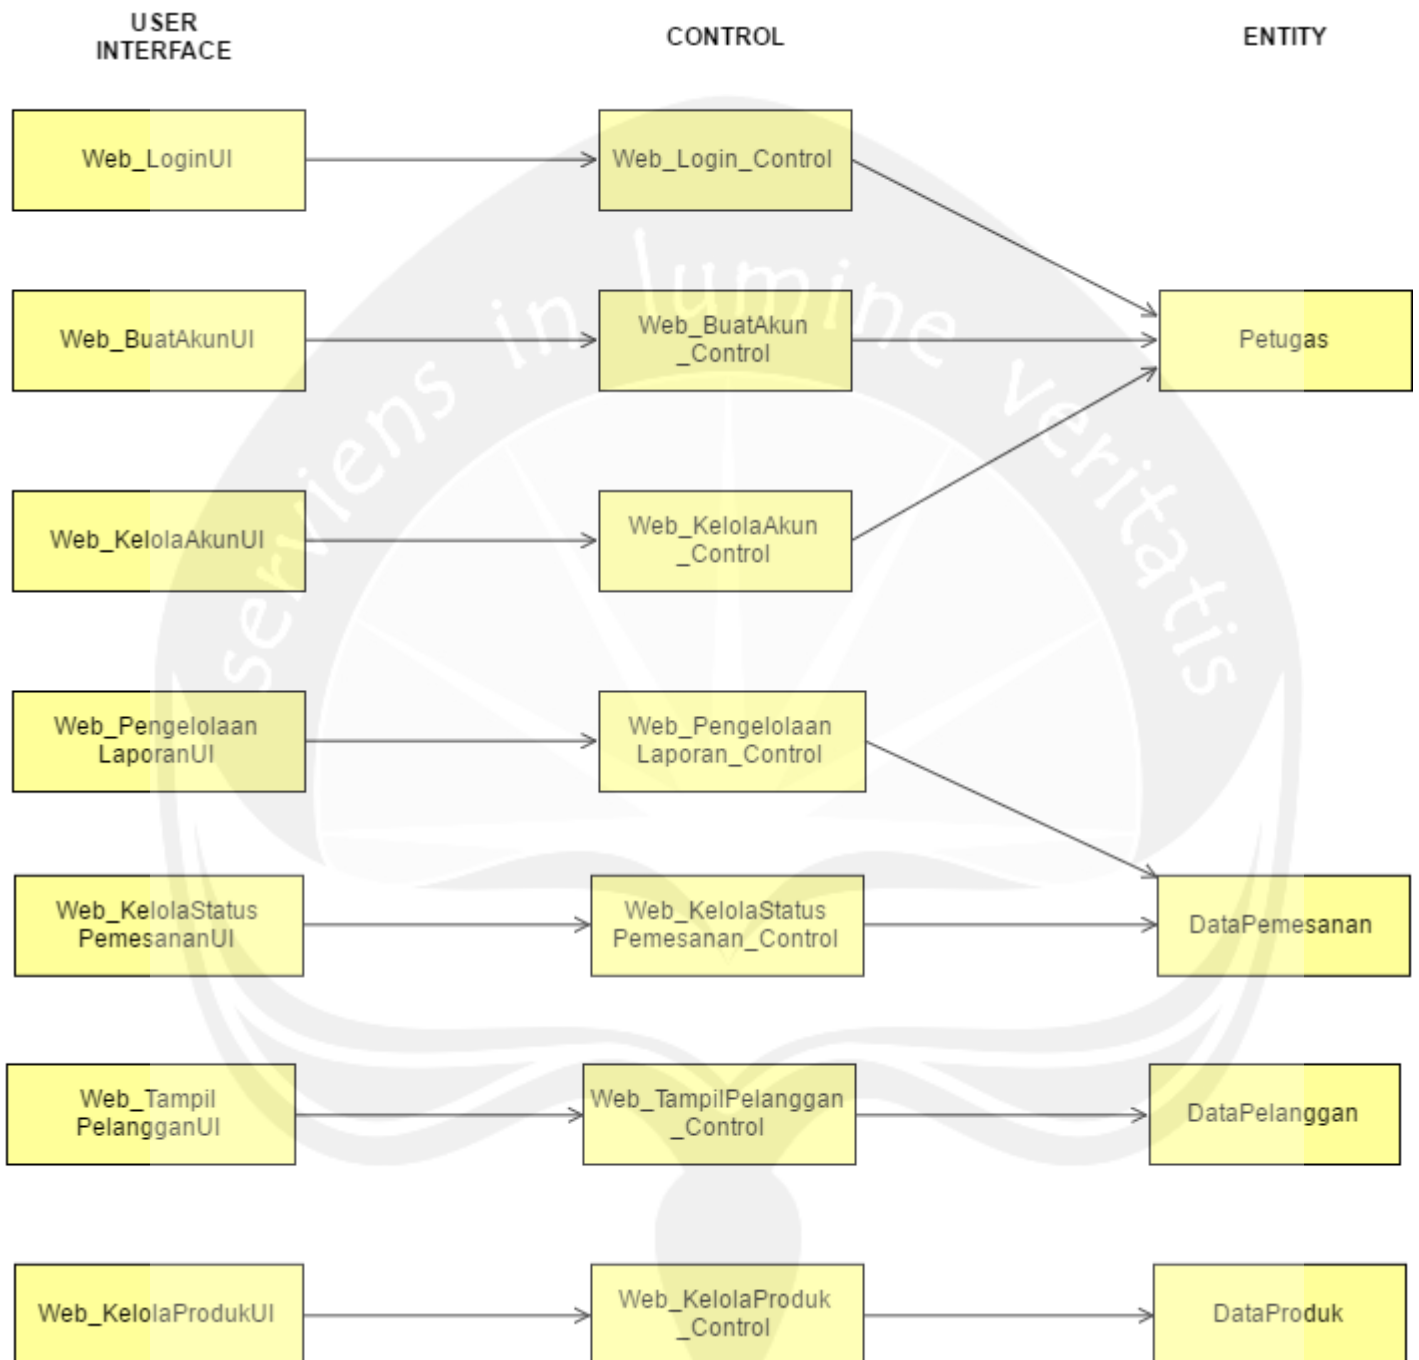 USER
INTERFACE
CONTROL
ENTITY
Web_LoginUI
Web_Login_Control
Web_BuatAkunUI
Web_BuatAkun
_Control
Petugas
Web_KelolaAkunUI
Web_KelolaAkun
_Control
Web_Pengelolaan
LaporanUI
Web_Pengelolaan
Laporan_Control
Web_KelolaStatus
PemesananUI
Web_KelolaStatus
Pemesanan_Control
DataPemesanan
Web_Tampil
PelangganUI
Web_TampilPelanggan
_Control
DataPelanggan
Web_KelolaProdukUI
Web_KelolaProduk
_Control
DataProduk
serviens in lumine veritatis